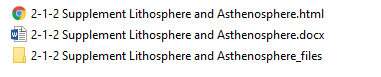 2-1-2 Supplement Lithosphere and Asthenosphere.html
2-1-2 Supplement Lithosphere and Asthenosphere.docx
2-1-2 Supplement Lithosphere and Asthenosphere_files